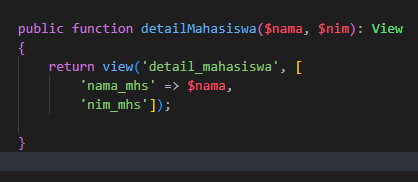 public function detailMahasiswa($nama, $nim): View
{
return view('detail_mahasiswa', [
'nama_mhs' => $nama,
'nim_mhs']);
}